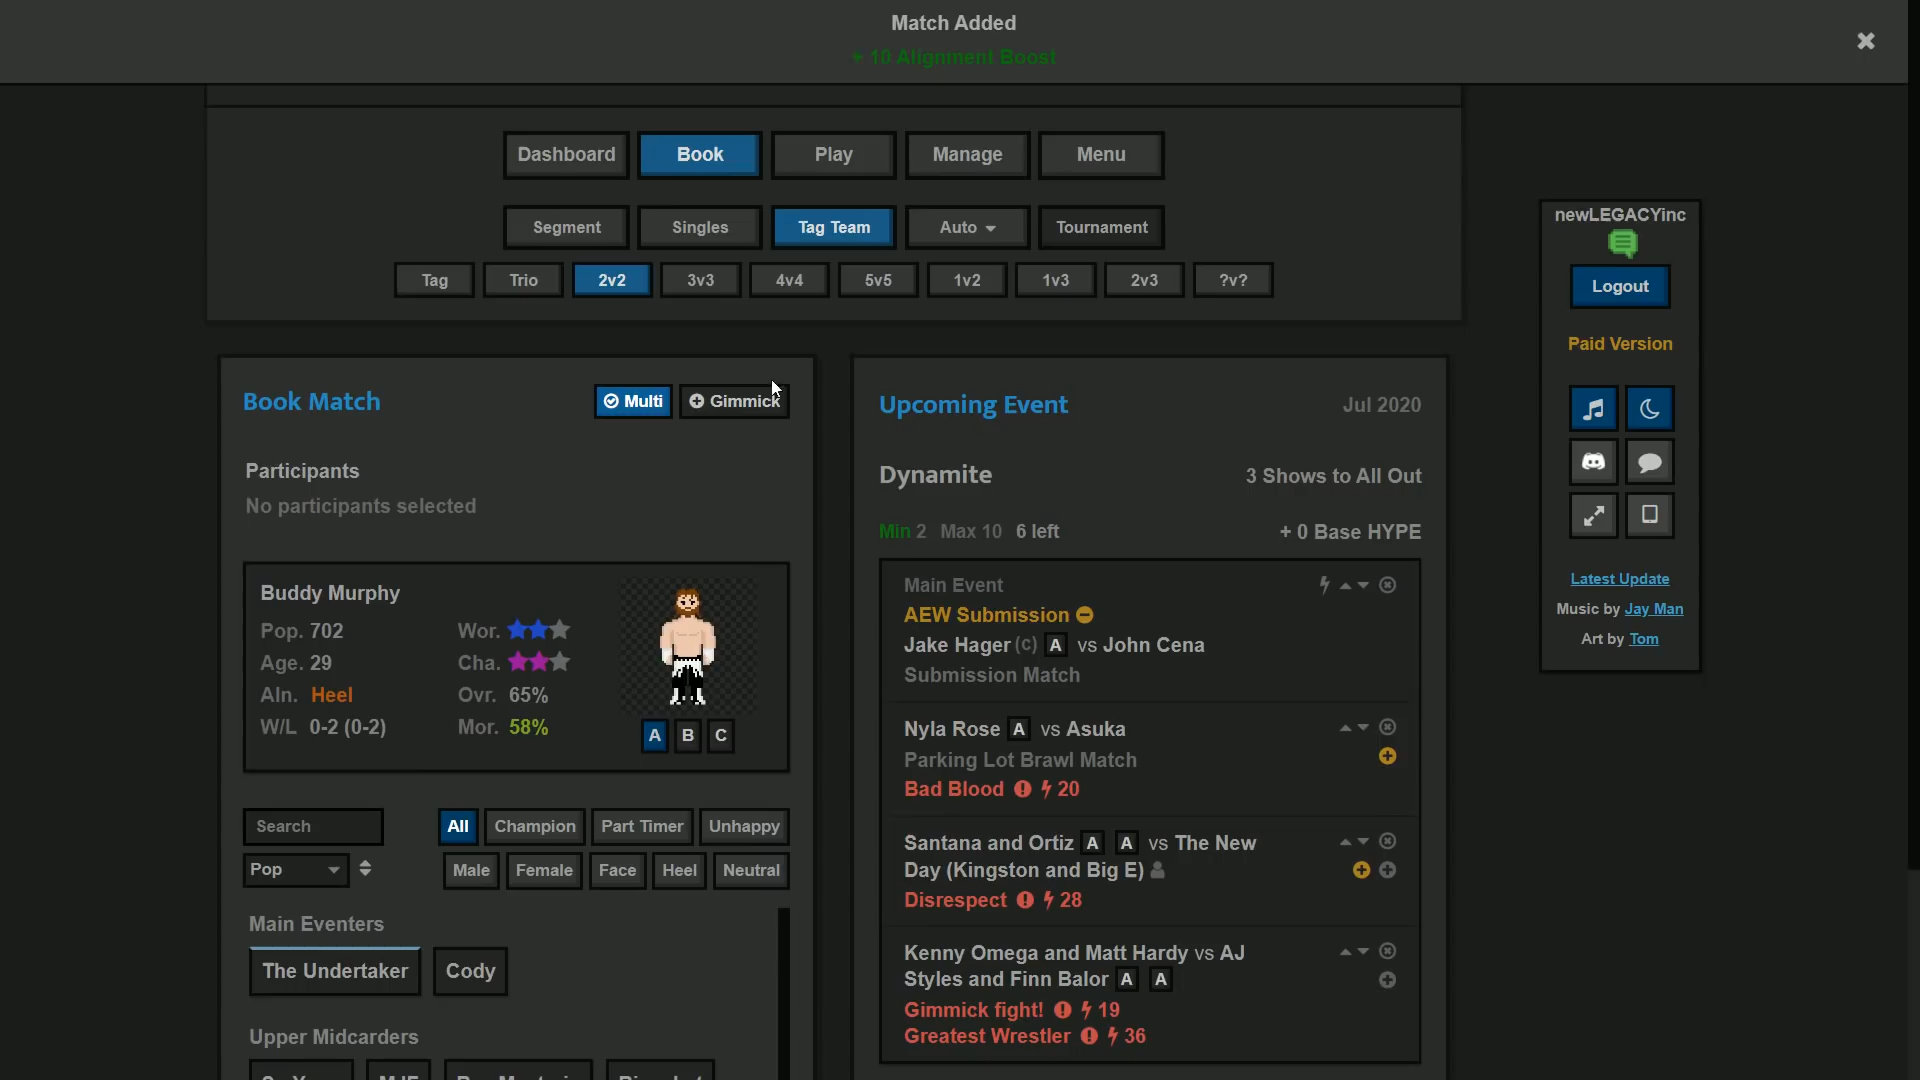 Match Added
+ 10 Alignment Boost
Dashboard Book Play Manage Menu
Segment Singles Tag Team Auto Tournament
Tag Trio 2v2 3v3 4v4 5v5 1v2 1v3 2v3 ?v?
newLEGACYinc
Logout
Paid Version
Latest Update
Music by Jay Man
Art by Tom
Book Match
Multi Gimmick
Participants
No participants selected
Buddy Murphy
Pop. 702 Wor.
Age. 29 Cha.
Aln. Heel Ovr. 65%
W/L 0-2 (0-2) Mor. 58%
A B C
Search All Champion Part Timer Unhappy
Pop Male Female Face Heel Neutral
Main Eventers
The Undertaker Cody
Upper Midcarders
Upcoming Event Jul 2020
Dynamite 3 Shows to All Out
Min 2 Max 10 6 left + 0 Base HYPE
Main Event
AEW Submission
Jake Hager (C) A vs John Cena
Submission Match
Nyla Rose A vs Asuka
Parking Lot Brawl Match
Bad Blood 20
Santana and Ortiz A A vs The New
Day (Kingston and Big E)
Disrespect 28
Kenny Omega and Matt Hardy vs AJ
Styles and Finn Balor A A
Gimmick fight! 19
Greatest Wrestler 36